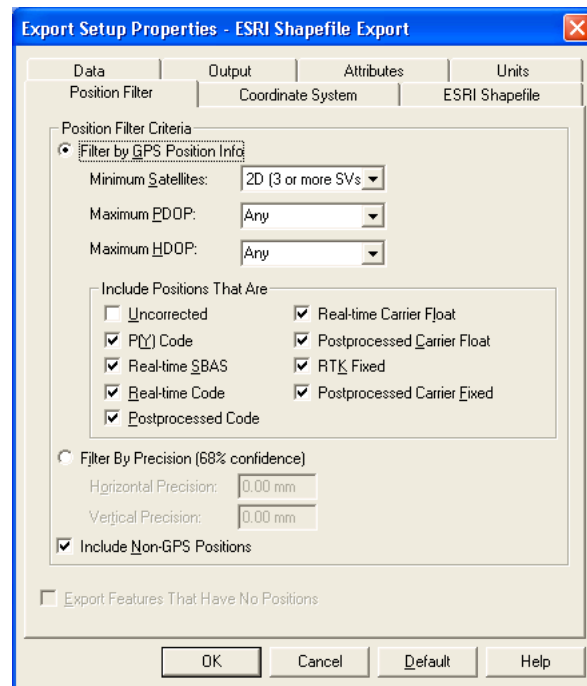 Export Setup Properties - ESRI Shapefile Export
Data Output Attributes Units
Position Filter Coordinate System ESRI Shapefile
Position Filter Criteria
Filter by GPS Position Info
Minimum Satellites: 2D (3 or more SVs
Maximum PDOP: Any
Maximum HDOP: Any
Include Positions That Are
Uncorrected Real-time Carrier Float
P(Y) Code Postprocessed Carrier Float
Real-time SBAS RTK Fixed
Real-time Code Postprocessed Carrier Fixed
Postprocessed Code
Filter By Precision (68% confidence)
Horizontal Precision: 0.00 mm
Vertical Precision: 0.00 mm
Include Non-GPS Positions
Export Features That Have No Positions
OK Cancel Default Help